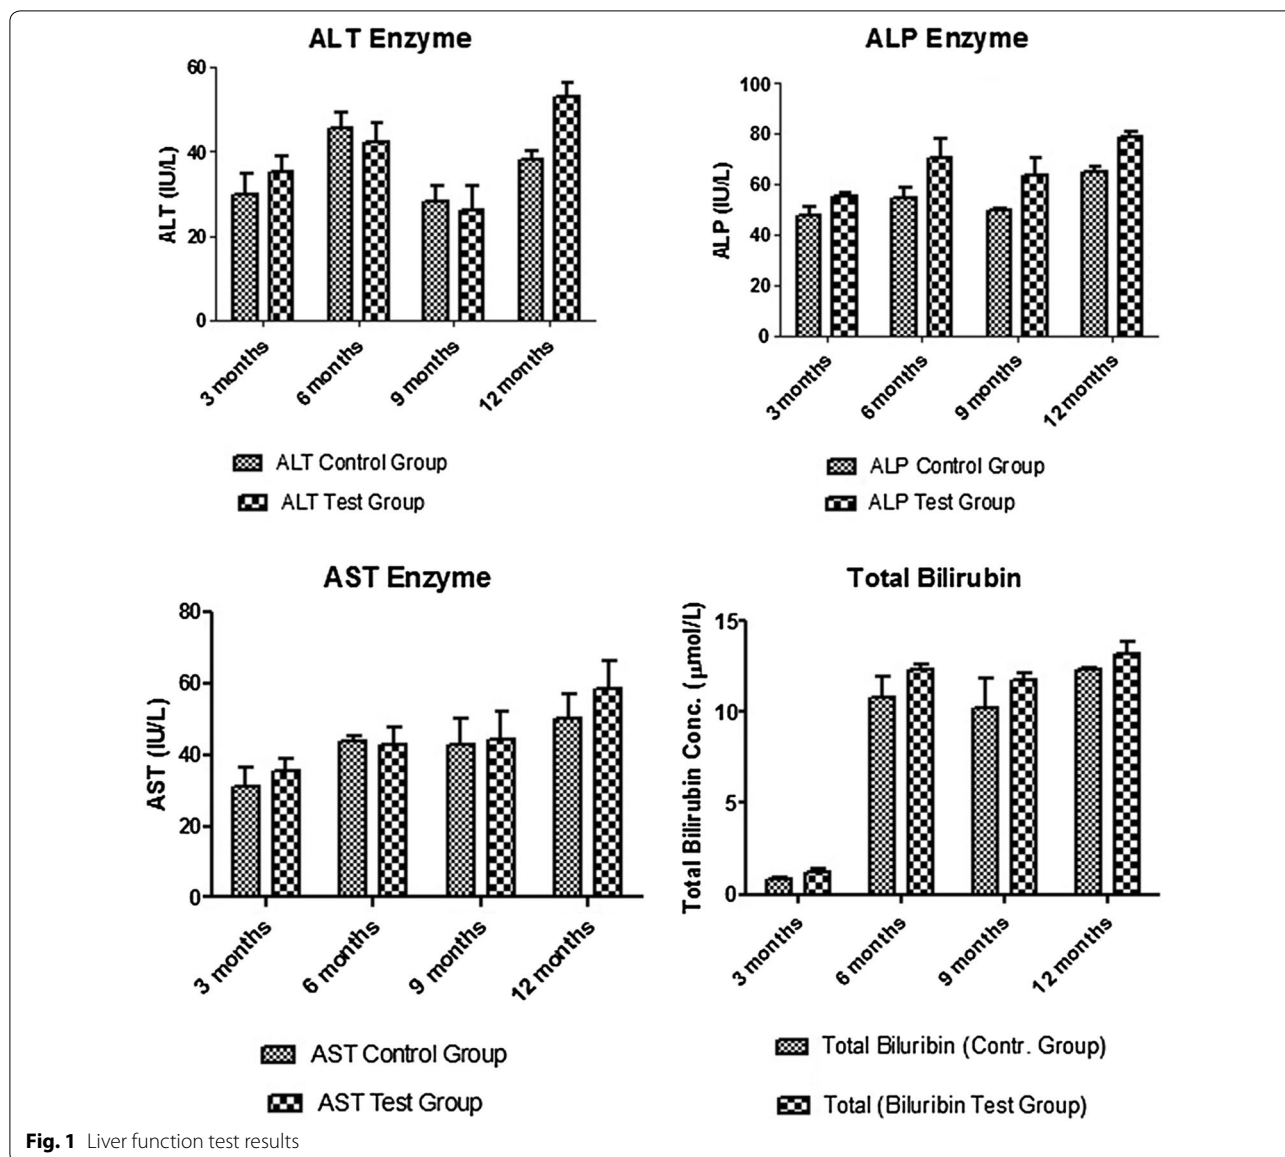 ALT Enzyme
60
40
20
0
ALT (IU/L)
3 months
6 months
9 months
12 months
ALT Control Group
ALT Test Group
ALP Enzyme
100
80
60
40
20
0
ALP (IU/L)
3 months
6 months
9 months
12 months
ALP Control Group
ALP Test Group
AST Enzyme
80
60
40
20
0
AST (IU/L)
3 months
6 months
9 months
12 months
AST Control Group
AST Test Group
Total Bilirubin
15
10
5
0
Total Bilirubin Conc. (μmol/L)
3 months
6 months
9 months
12 months
Total Biluribin (Contr. Group)
Total (Biluribin Test Group)
Fig. 1 Liver function test results